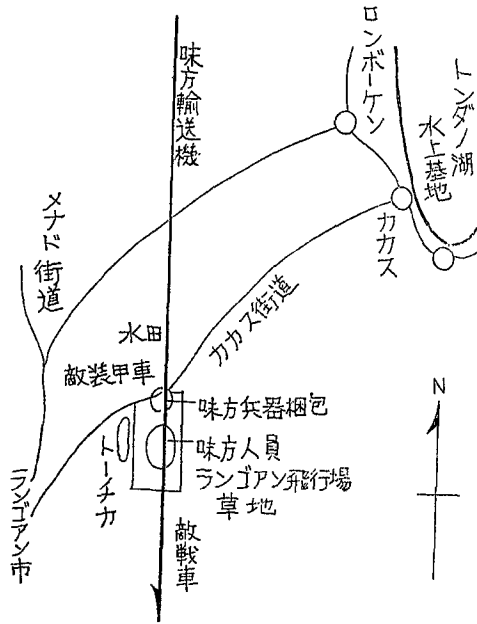 ロンボーケン
トンダノ湖
水上基地
味方輸送機
カカス
メナド街道
カカス街道
水田
敵装甲車
味方兵器梱包
味方人員
ランゴアン飛行場
草地
トーチカ
ランゴアン市
敵戦車
N